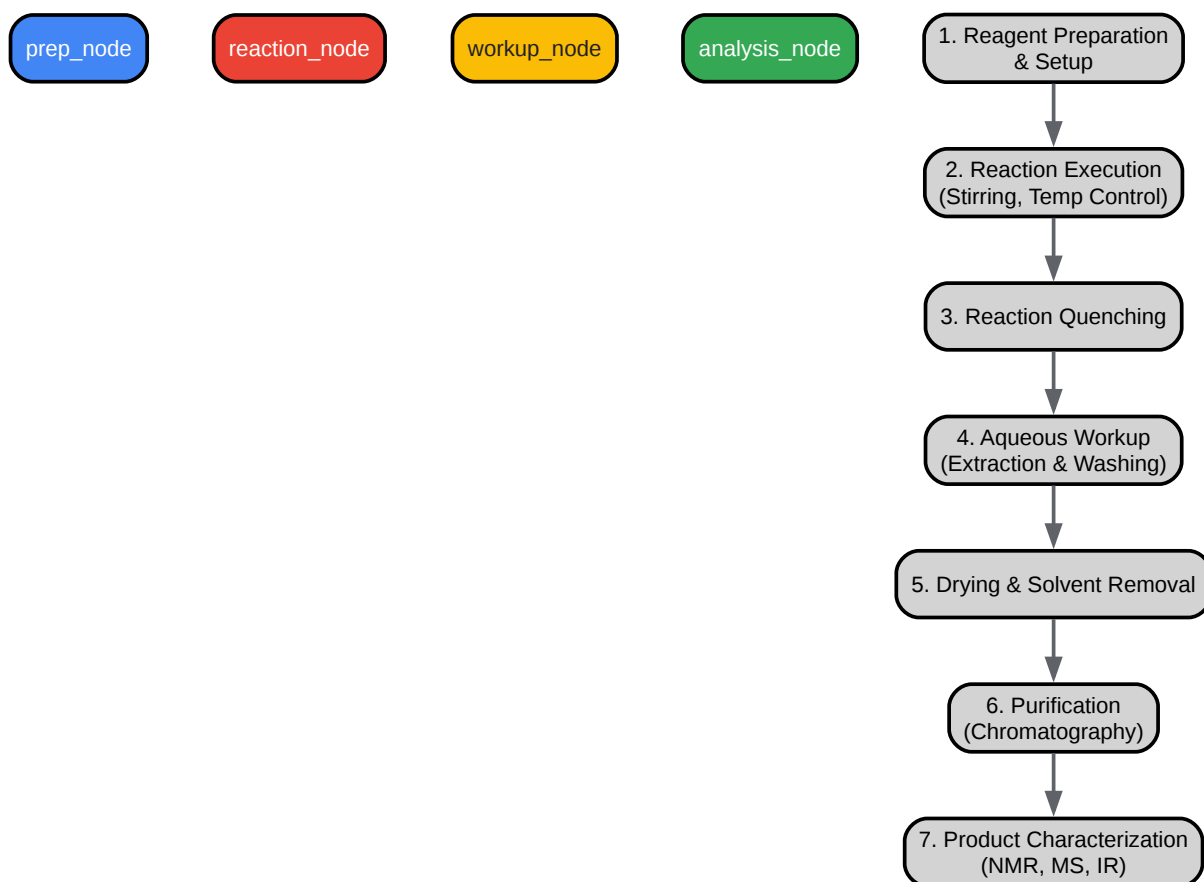 prep_node
reaction_node
workup_node
analysis_node
1. Reagent Preparation
& Setup
2. Reaction Execution
(Stirring, Temp Control)
3. Reaction Quenching
4. Aqueous Workup
(Extraction & Washing)
5. Drying & Solvent Removal
6. Purification
(Chromatography)
7. Product Characterization
(NMR, MS, IR)